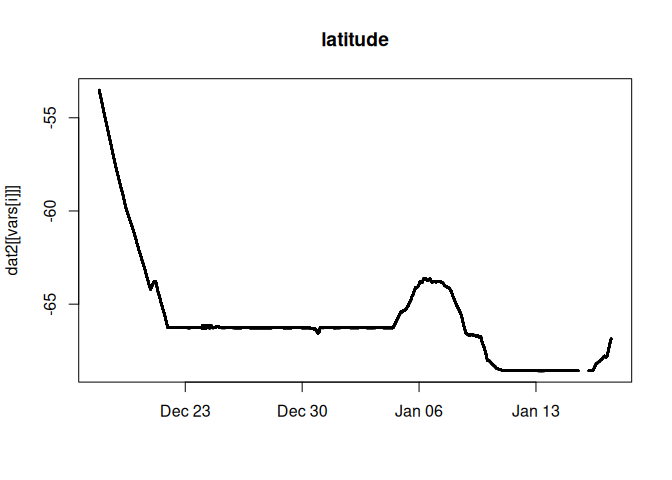 latitude
dat2[[vars[i]]]
-55
-60
-65
Dec 23
Dec 30
Jan 06
Jan 13